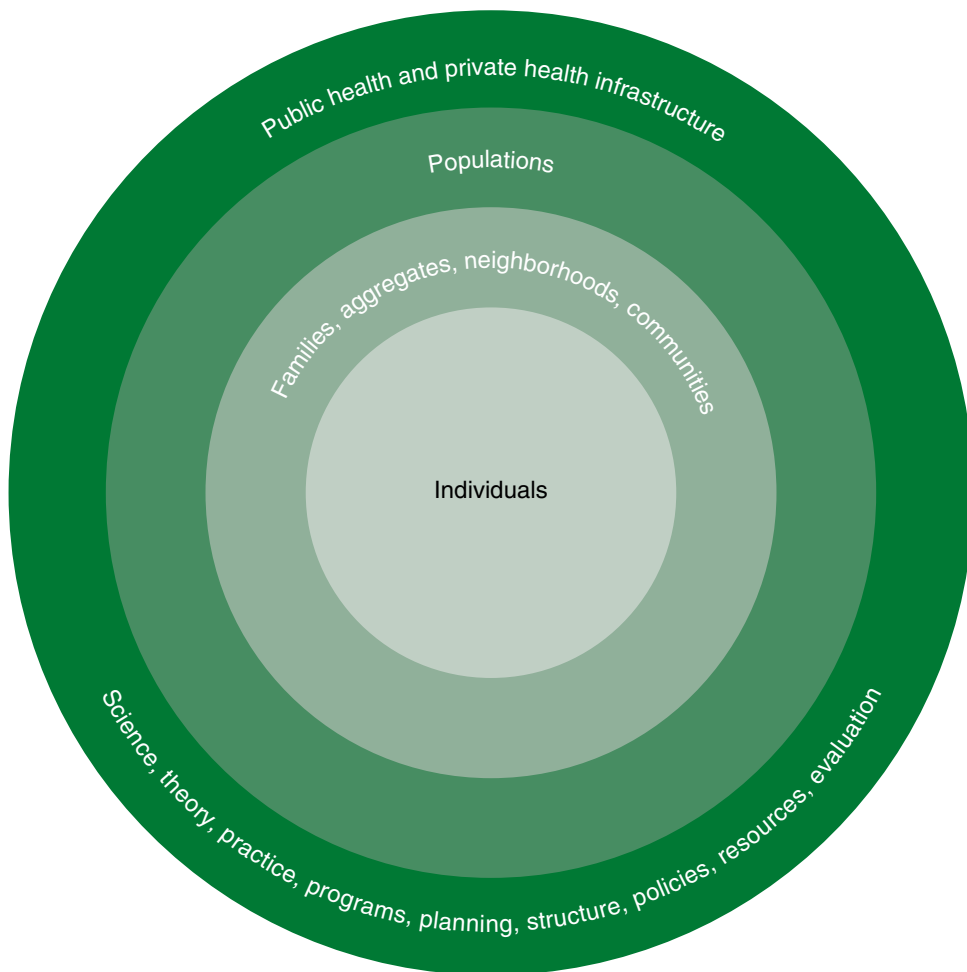 Public health and private health infrastructure
Populations
Families, aggregates, neighborhoods, communities
Individuals
Science, theory, practice, programs, planning, structure, policies, resources, evaluation